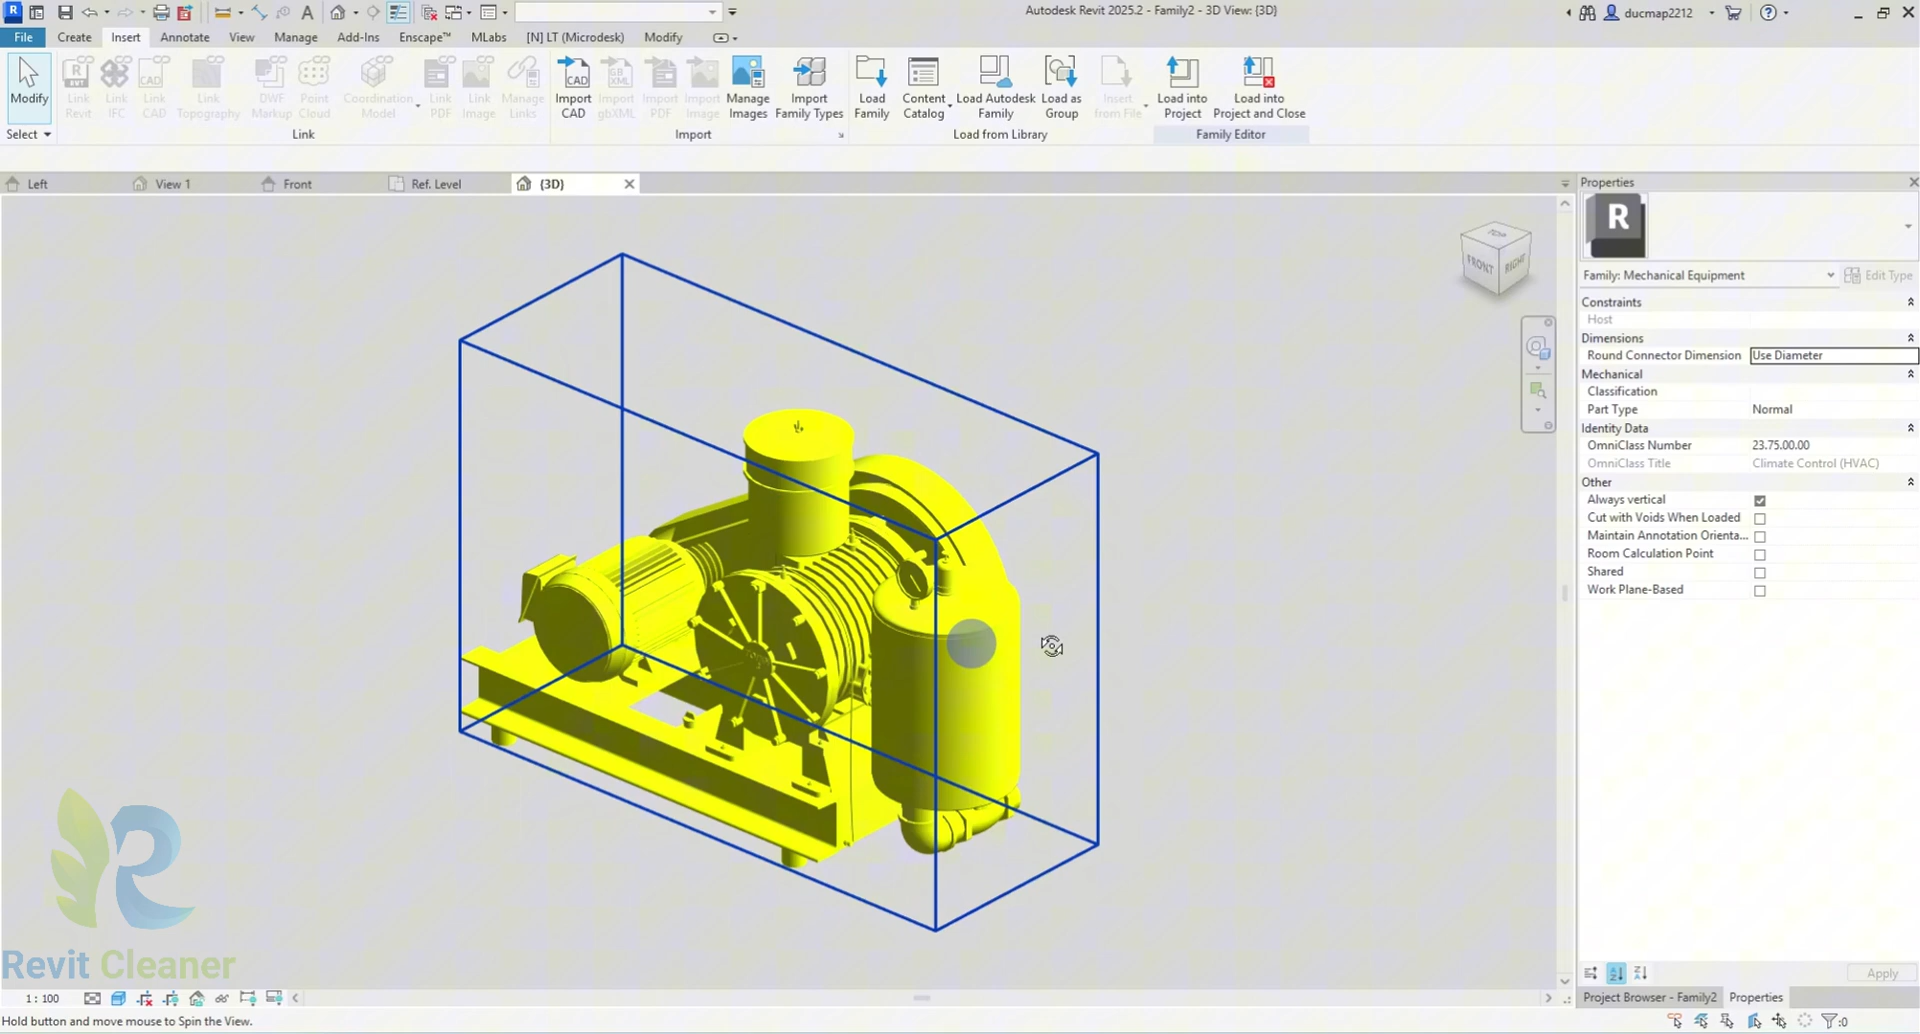 Autodesk Revit 2025.2 - Family2 - 3D View: {3D}
ducmap2212
File Create Insert Annotate View Manage Add-Ins Enscape™ MLabs [N] LT (Microdesk) Modify
Modify
Link Revit
Link IFC
Link CAD
Link Topography
DWF Markup
Point Cloud
Coordination Model
Link PDF
Link Image
Manage Links
Import CAD
Import gbXML
Import PDF
Import Image
Manage Images
Import Family Types
Load Family
Content Catalog
Load Autodesk Family
Load as Group
Insert from File
Load into Project
Load into Project and Close
Select Link Import Load from Library Family Editor
Left View 1 Front Ref. Level {3D}
TOP
FRONT RIGHT
Properties
R
Family: Mechanical Equipment Edit Type
Constraints
Host
Dimensions
Round Connector Dimension Use Diameter
Mechanical
Classification
Part Type Normal
Identity Data
OmniClass Number 23.75.00.00
OmniClass Title Climate Control (HVAC)
Other
Always vertical
Cut with Voids When Loaded
Maintain Annotation Orienta...
Room Calculation Point
Shared
Work Plane-Based
Apply
Project Browser - Family2 Properties
Revit Cleaner
1 : 100
Hold button and move mouse to Spin the View.
:0